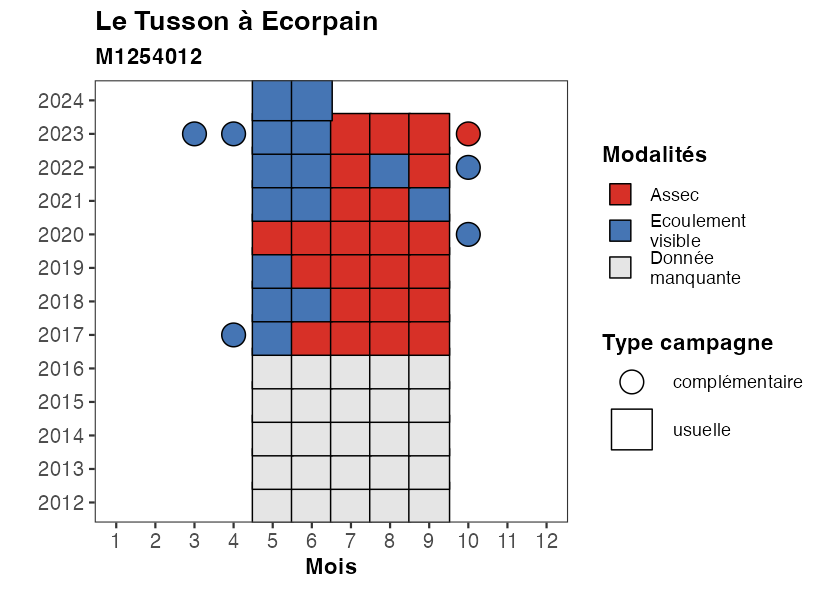 Le Tusson à Ecorpain
M1254012
2024
2023
2022
2021
2020
2019
2018
2017
2016
2015
2014
2013
2012
1 2 3 4 5 6 7 8 9 10 11 12
Mois
Modalités
Assec
Ecoulement
visible
Donnée
manquante
Type campagne
complémentaire
usuelle